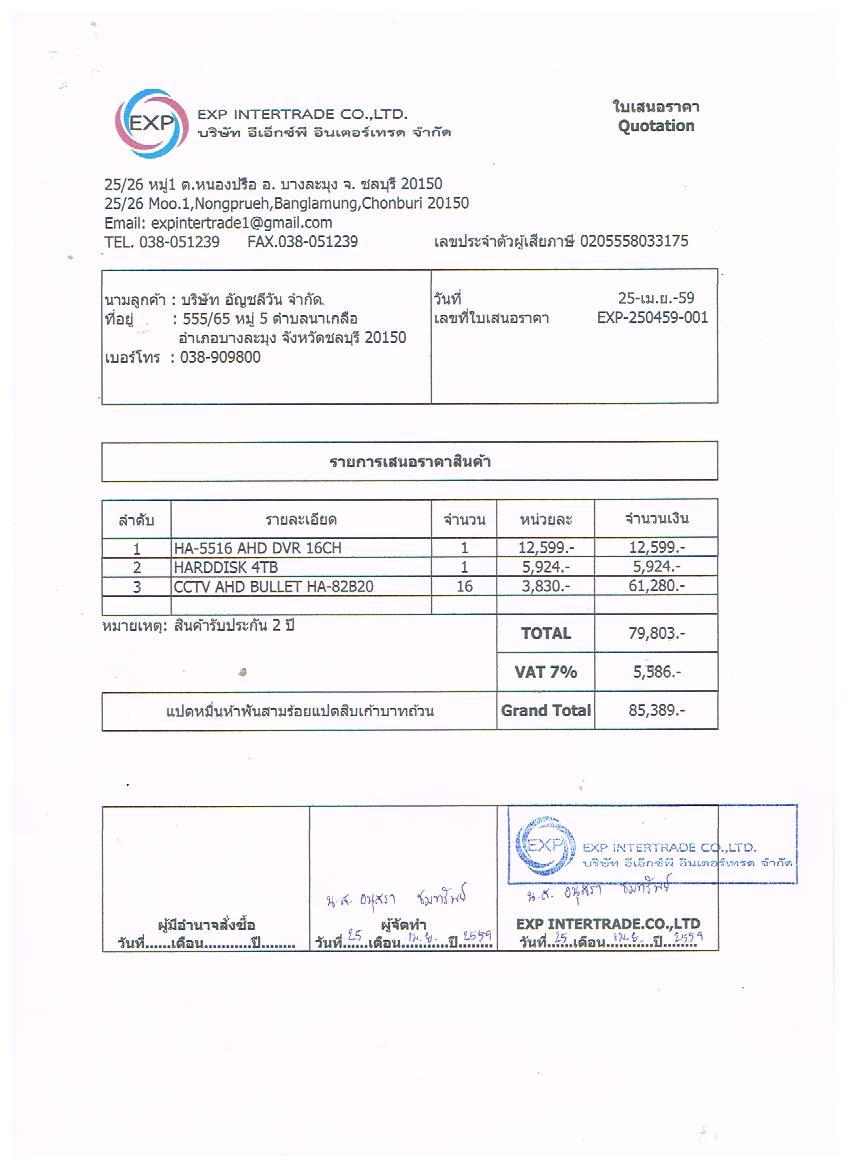 EXP
EXP INTERTRADE CO.,LTD.
บริษัท อีเอ็กซ์พี อินเตอร์เทรด จำกัด
ใบเสนอราคา
Quotation
25/26 หมู่1 ต.หนองปรือ อ. บางละมุง จ. ชลบุรี 20150
25/26 Moo.1,Nongprueh,Banglamung,Chonburi 20150
Email: expintertrade1@gmail.com
TEL. 038-051239 FAX.038-051239 เลขประจำตัวผู้เสียภาษี 0205558033175
นามลูกค้า : บริษัท อัญชลีวัน จำกัด วันที่ 25-เม.ย.-59
ที่อยู่ : 555/65 หมู่ 5 ตำบลนาเกลือ เลขที่ใบเสนอราคา EXP-250459-001
อำเภอบางละมุง จังหวัดชลบุรี 20150
เบอร์โทร : 038-909800
รายการเสนอราคาสินค้า
ลำดับ รายละเอียด จำนวน หน่วยละ จำนวนเงิน
1 HA-5516 AHD DVR 16CH 1 12,599.- 12,599.-
2 HARDDISK 4TB 1 5,924.- 5,924.-
3 CCTV AHD BULLET HA-82B20 16 3,830.- 61,280.-
หมายเหตุ: สินค้ารับประกัน 2 ปี TOTAL 79,803.-
VAT 7% 5,586.-
แปดหมื่นห้าพันสามร้อยแปดสิบเก้าบาทถ้วน Grand Total 85,389.-
EXP EXP INTERTRADE CO.,LTD.
บริษัท อีเอ็กซ์พี อินเตอร์เทรด จำกัด
น.ส. อนุสรา ชมทรัพย์ น.ส. อนุสรา ชมทรัพย์
ผู้มีอำนาจสั่งซื้อ ผู้จัดทำ EXP INTERTRADE.CO.,LTD
วันที่......เดือน...........ปี........ วันที่ 25 เดือน เม.ย. ปี 2559 วันที่ 25 เดือน เม.ย. ปี 2559